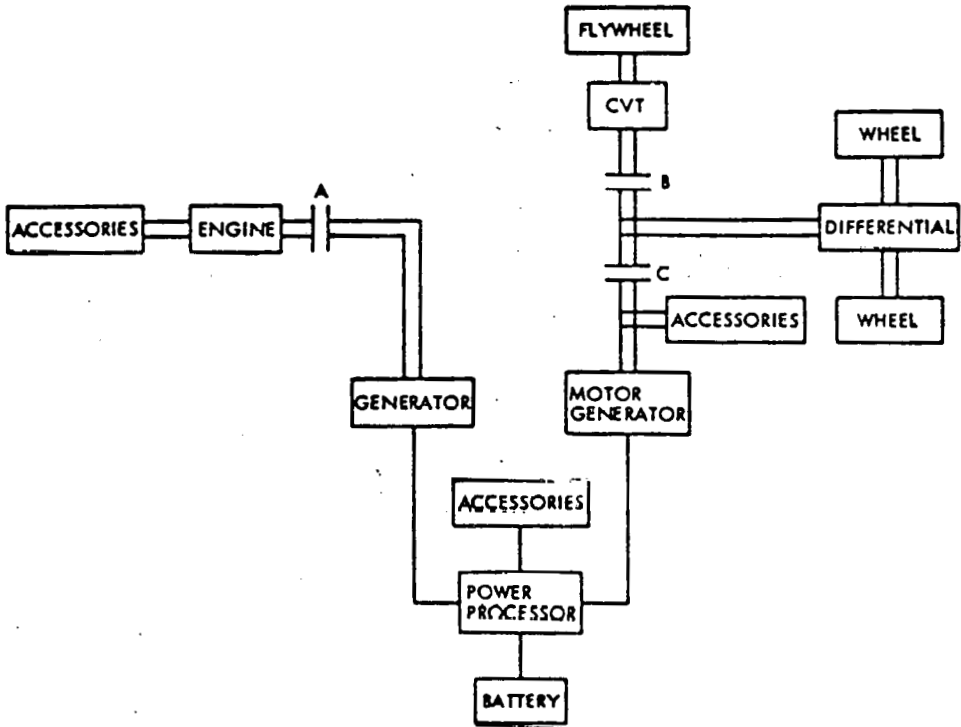 FLYWHEEL
CVT
WHEEL
A
B
ACCESSORIES
ENGINE
DIFFERENTIAL
C
ACCESSORIES
WHEEL
GENERATOR
MOTOR
GENERATOR
ACCESSORIES
POWER
PROCESSOR
BATTERY